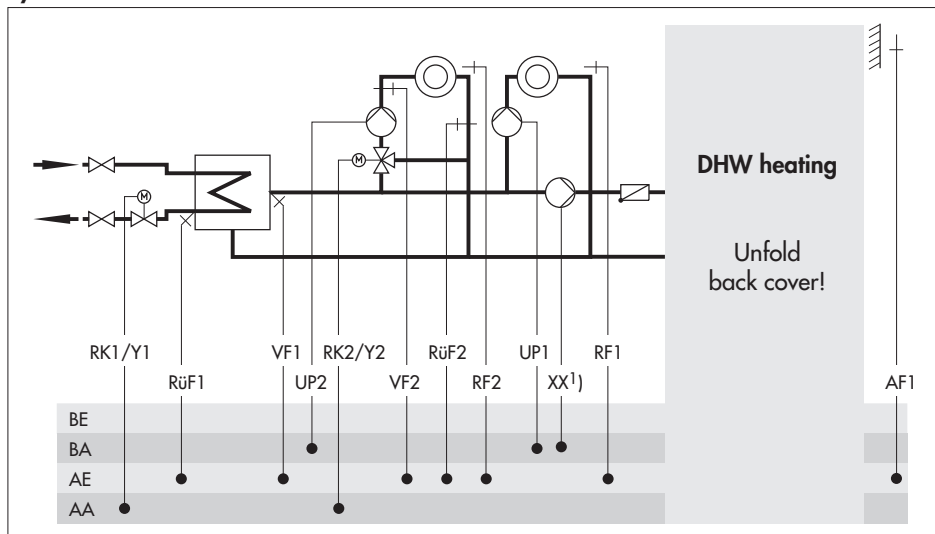 M
M
DHW heating
Unfold
back cover!
RK1/Y1
VF1
RK2/Y2
RüF2
UP1
RF1
RüF1
UP2
VF2
RF2
XX¹)
AF1
BE
BA
AE
AA